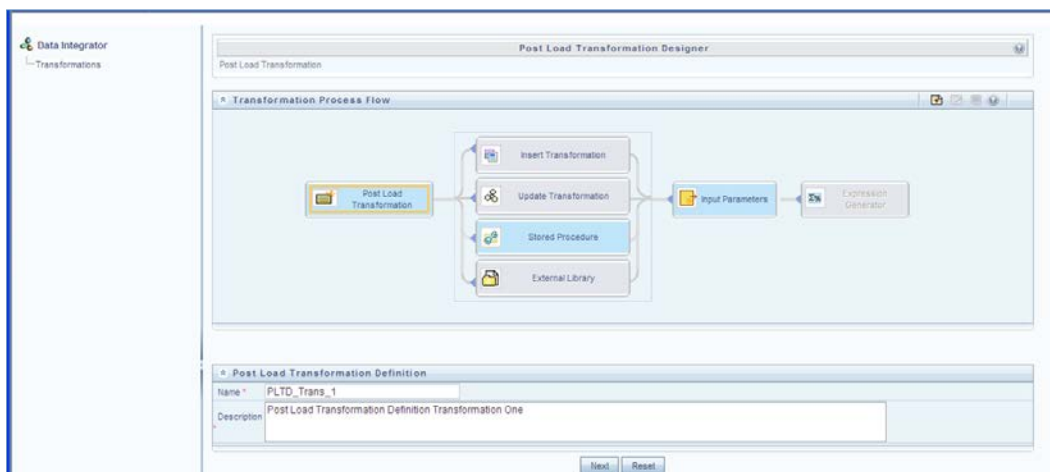 Data Integrator
Transformations
Post Load Transformation Designer
Post Load Transformation
Transformation Process Flow
Insert Transformation
Post Load
Transformation
Update Transformation
Input Parameters
Expression
Generator
Stored Procedure
External Library
Post Load Transformation Definition
Name *
PLTD_Trans_1
Description
*
Post Load Transformation Definition Transformation One
Next
Reset